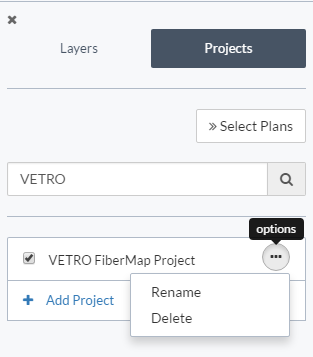 Layers
Projects
» Select Plans
VETRO
options
VETRO FiberMap Project
Add Project
Rename
Delete